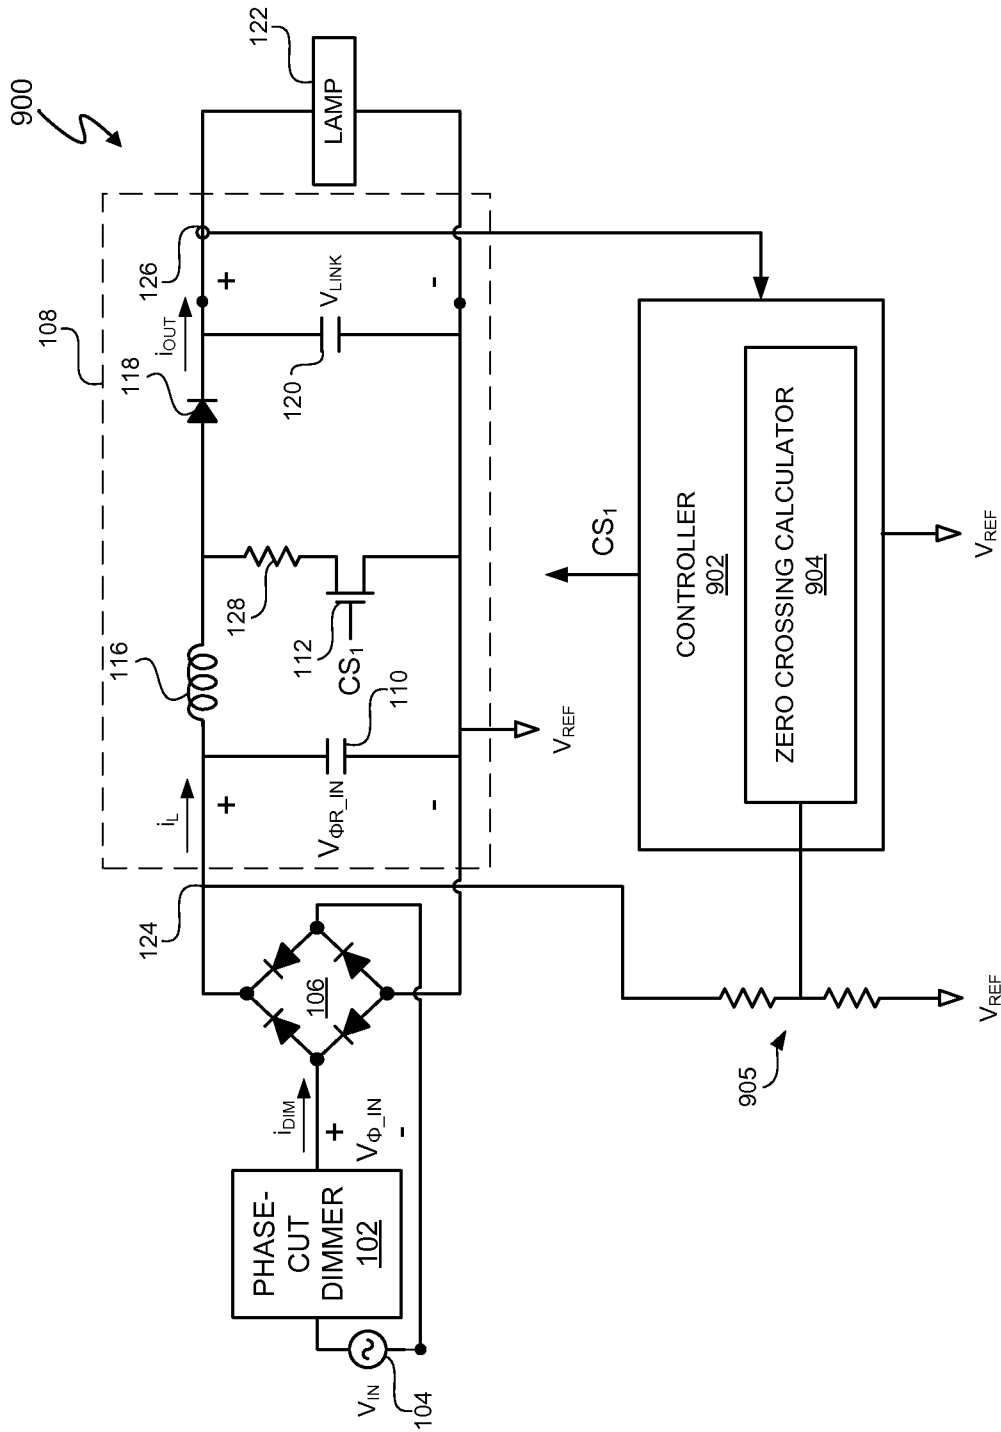 900
108
122
LAMP
126
iOUT
118
116
iL
124
+
+
VLINK
-
120
128
112
CS1
110
VΦR_IN
-
VREF
106
iDIM
+
VΦ_IN
-
PHASE-
CUT
DIMMER
102
VIN
104
CS1
CONTROLLER
902
ZERO CROSSING CALCULATOR
904
VREF
905
VREF